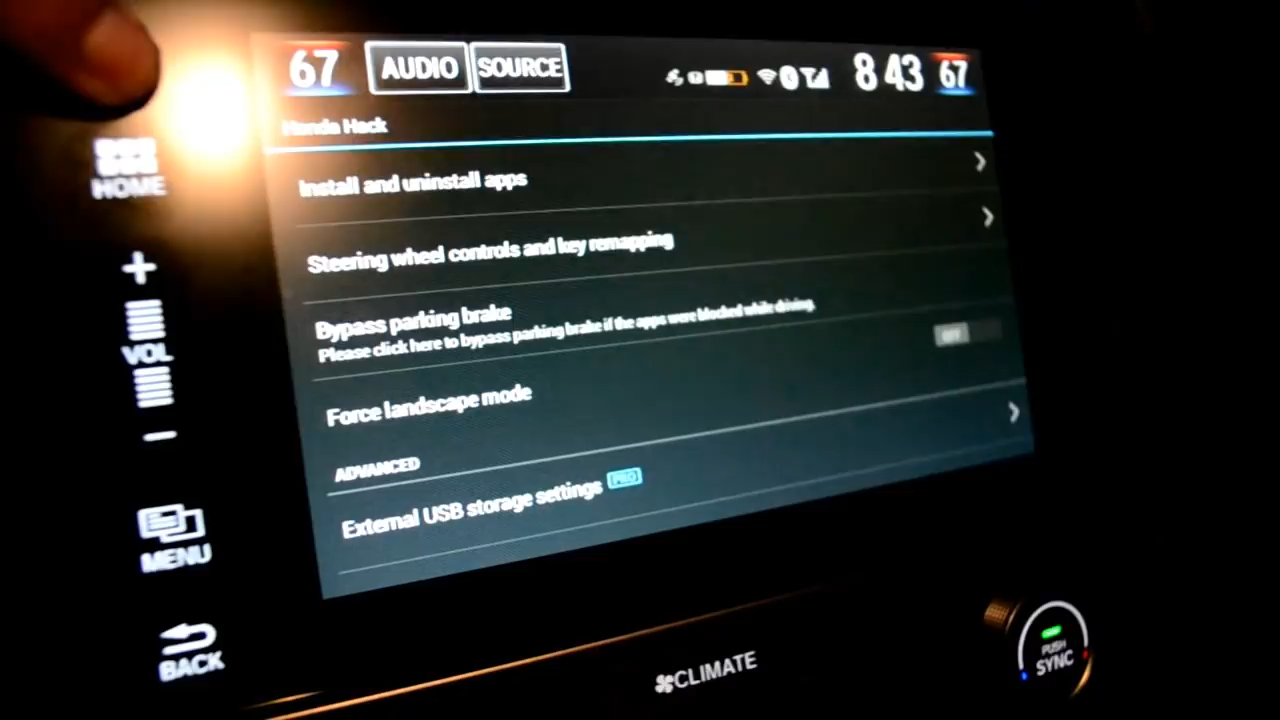 67 AUDIO SOURCE 8 43 67
Honda Hack
Install and uninstall apps
Steering wheel controls and key remapping
Bypass parking brake
Please click here to bypass parking brake if the apps were blocked while driving.
OFF
Force landscape mode
ADVANCED
External USB storage settings PRO
HOME
+
VOL
−
MENU
BACK
CLIMATE
PUSH
SYNC